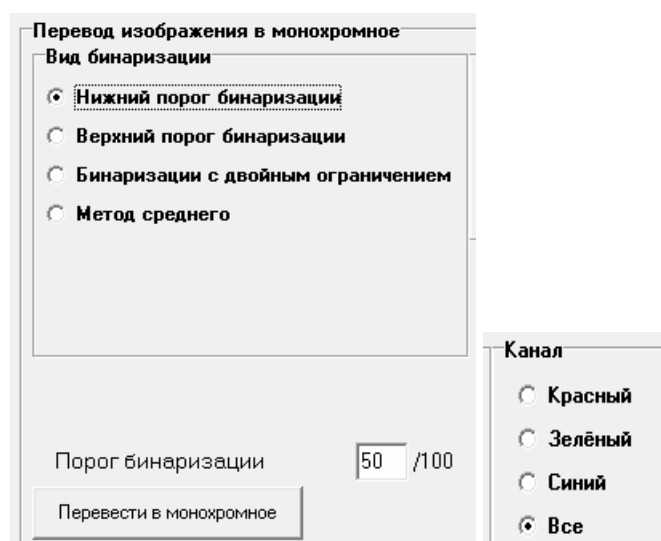 Перевод изображения в монохромное
Вид бинаризации
Нижний порог бинаризации
Верхний порог бинаризации
Бинаризации с двойным ограничением
Метод среднего
Порог бинаризации 50 /100
Перевести в монохромное
Канал
Красный
Зелёный
Синий
Все